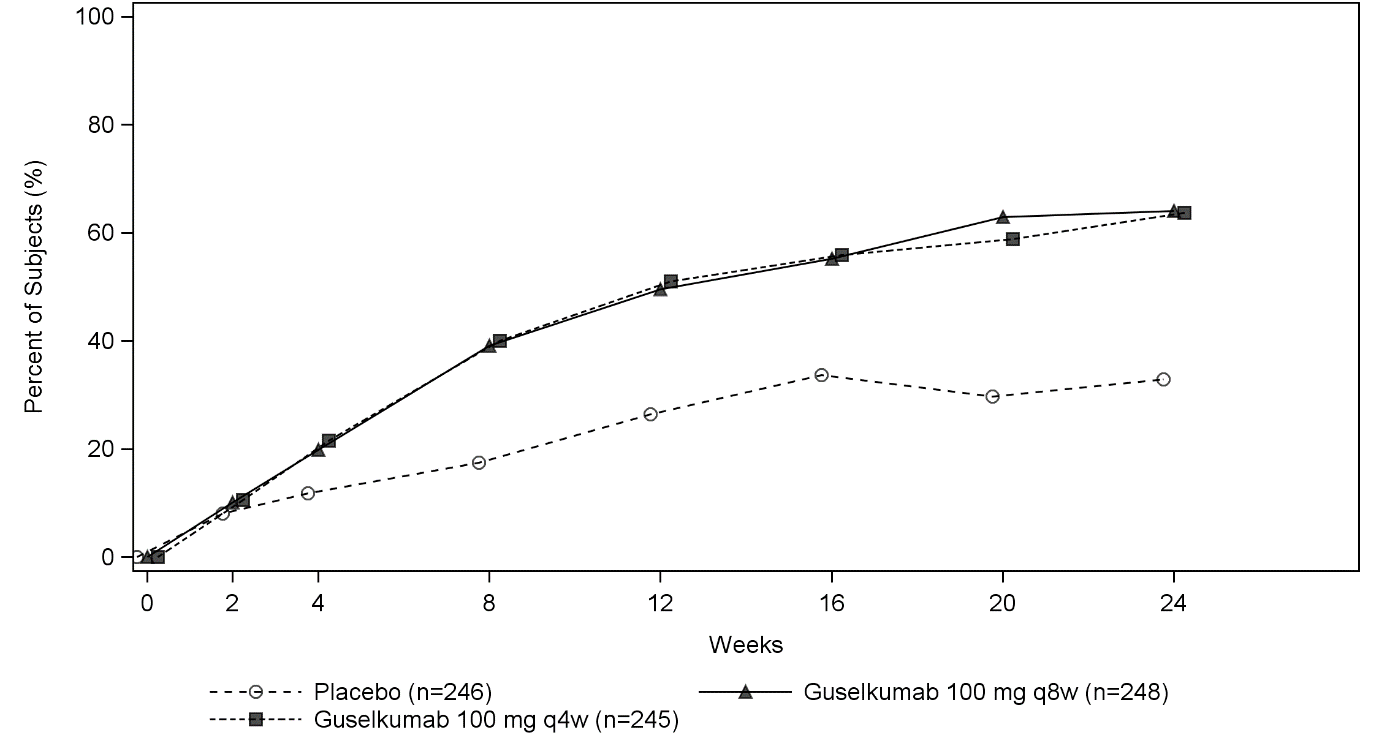 100
80
60
40
20
0
Percent of Subjects (%)
0 2 4 8 12 16 20 24
Weeks
Placebo (n=246) Guselkumab 100 mg q8w (n=248)
Guselkumab 100 mg q4w (n=245)